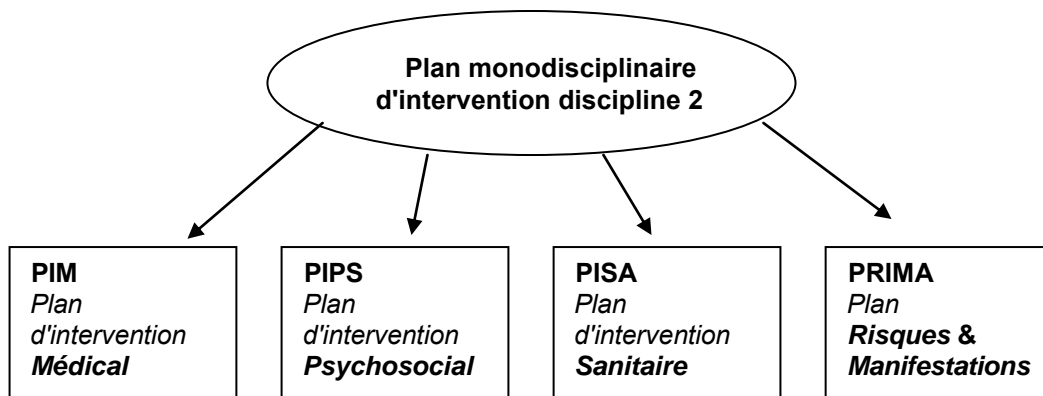 Plan monodisciplinaire
d'intervention discipline 2
PIM
Plan
d'intervention
Médical
PIPS
Plan
d'intervention
Psychosocial
PISA
Plan
d'intervention
Sanitaire
PRIMA
Plan
Risques &
Manifestations